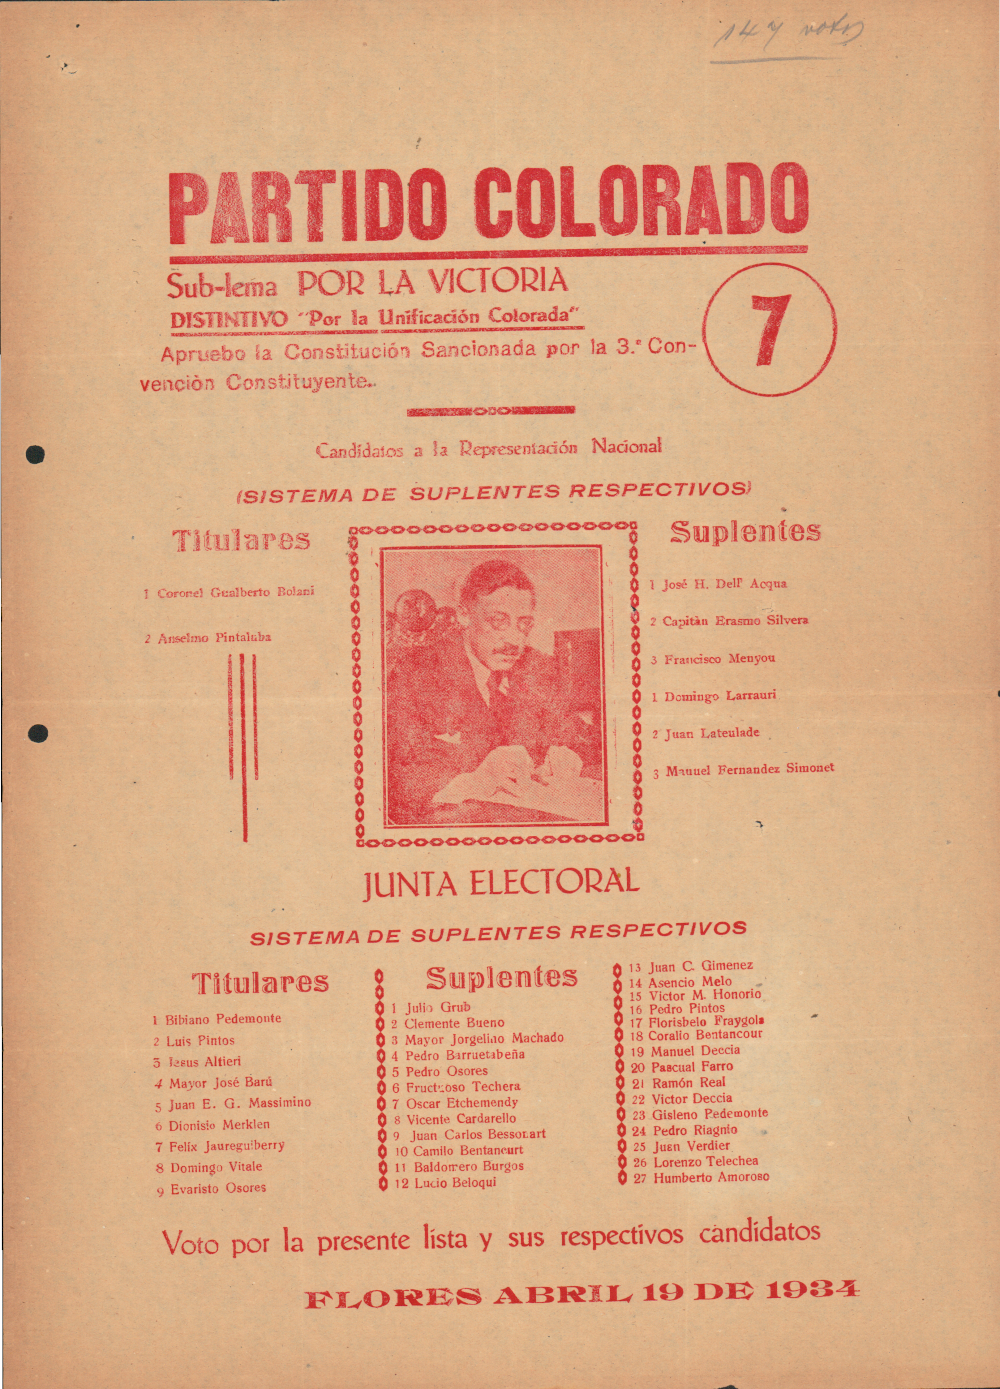 147 votos
PARTIDO COLORADO
Sub-lema POR LA VICTORIA
DISTINTIVO "Por la Unificación Colorada"
7
Apruebo la Constitución Sancionada por la 3.ª Con-
vención Constituyente.
Candidatos a la Representación Nacional
(SISTEMA DE SUPLENTES RESPECTIVOS)
Titulares
1 Coronel Gualberto Bolani
2 Anselmo Pintaluba
Suplentes
1 José H. Dell' Acqua
2 Capitàn Erasmo Silvera
3 Francisco Menyou
1 Domingo Larrauri
2 Juan Lateulade
3 Manuel Fernandez Simonet
JUNTA ELECTORAL
SISTEMA DE SUPLENTES RESPECTIVOS
Titulares
1 Bibiano Pedemonte
2 Luis Pintos
3 Jesus Altieri
4 Mayor José Barú
5 Juan E. G. Massimino
6 Dionisio Merklen
7 Felix Jaureguiberry
8 Domingo Vitale
9 Evaristo Osores
Suplentes
1 Julio Grub
2 Clemente Bueno
3 Mayor Jorgelino Machado
4 Pedro Barruetabeña
5 Pedro Osores
6 Fructuoso Techera
7 Oscar Etchemendy
8 Vicente Cardarello
9 Juan Carlos Bessonart
10 Camilo Bentancurt
11 Baldomero Burgos
12 Lucio Beloqui
13 Juan C. Gimenez
14 Asencio Melo
15 Victor M. Honorio
16 Pedro Pintos
17 Florisbelo Fraygola
18 Coralio Bentancour
19 Manuel Deccia
20 Pascual Farro
21 Ramón Real
22 Victor Deccia
23 Gisleno Pedemonte
24 Pedro Riagnio
25 Juan Verdier
26 Lorenzo Telechea
27 Humberto Amoroso
Voto por la presente lista y sus respectivos candidatos
FLORES ABRIL 19 DE 1934